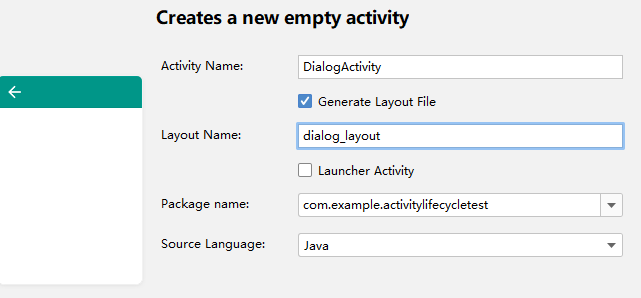 Creates a new empty activity
Activity Name:
DialogActivity
Generate Layout File
Layout Name:
dialog_layout
Launcher Activity
Package name:
com.example.activitylifecycletest
Source Language:
Java